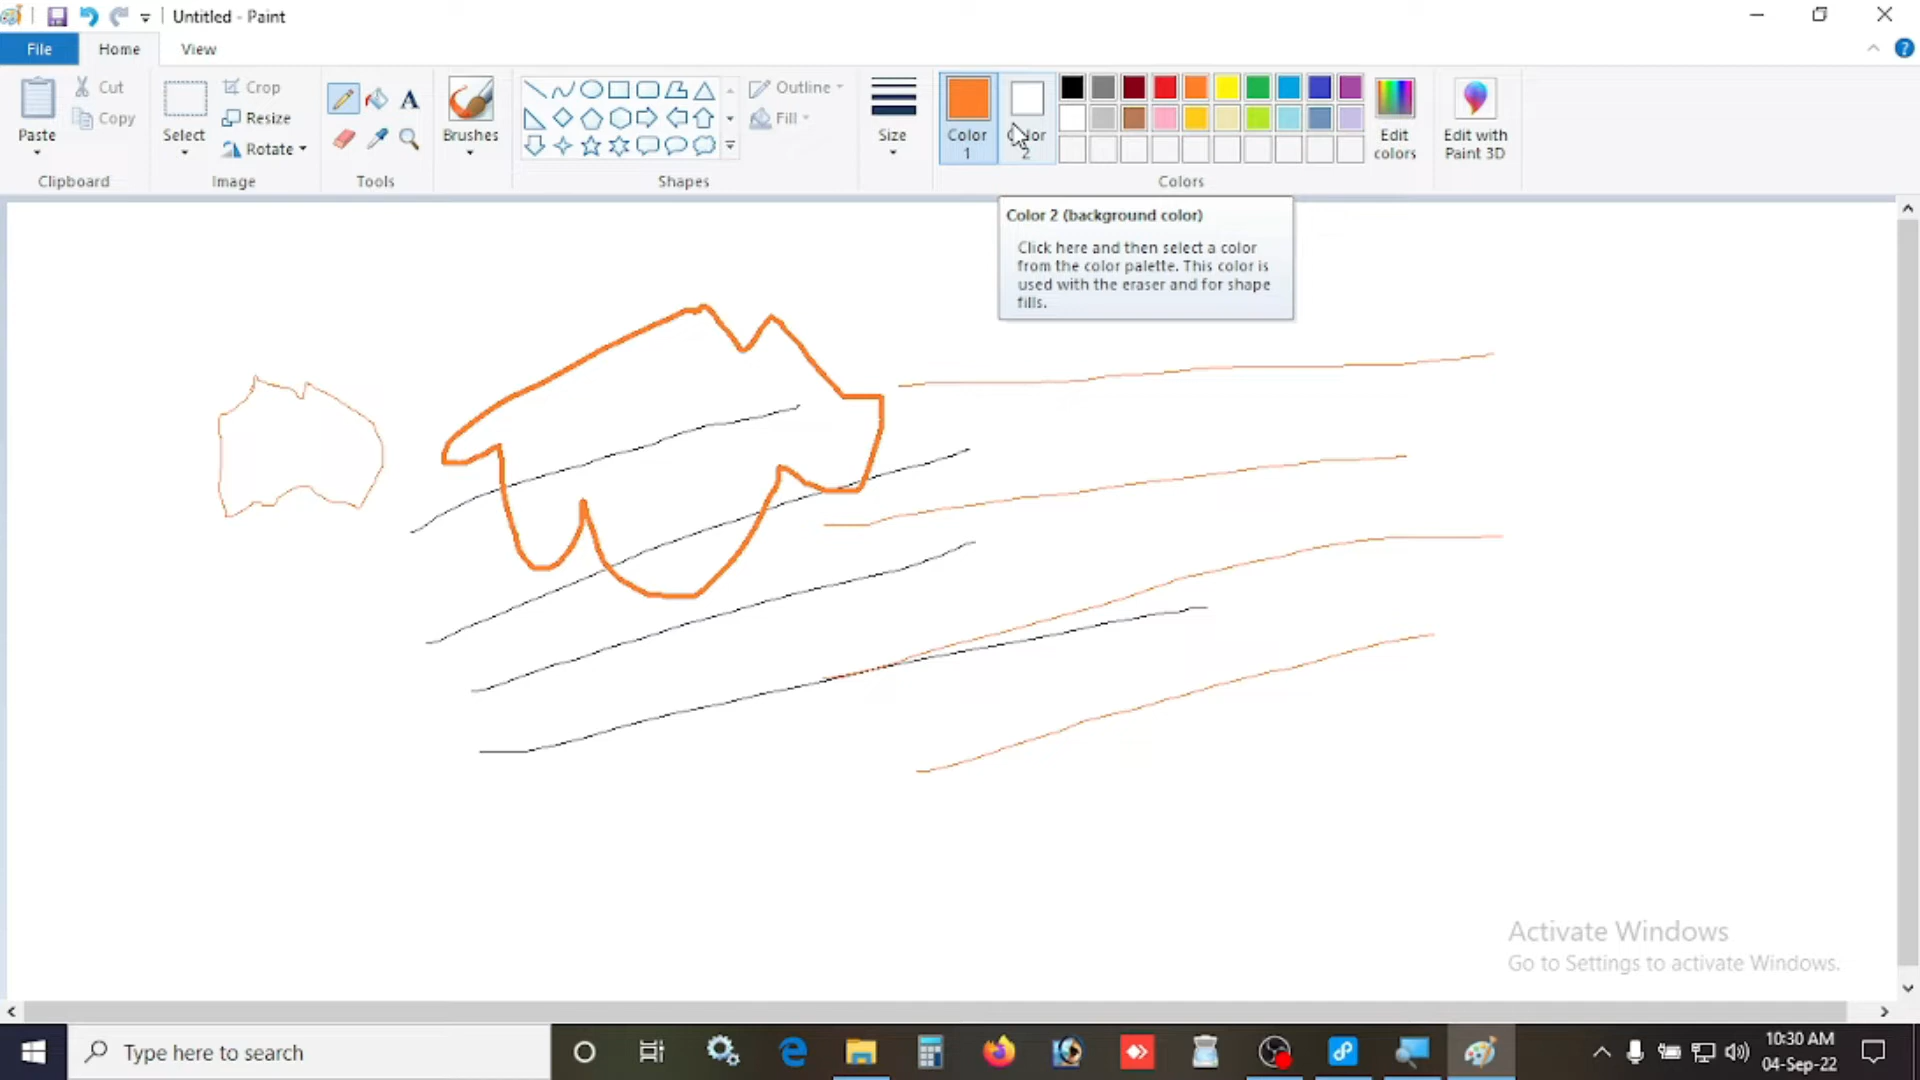 Untitled - Paint
File
Home
View
Paste
Cut
Copy
Clipboard
Select
Crop
Resize
Rotate
Image
A
Tools
Brushes
Shapes
Outline
Fill
Size
Color
1
Color
2
Colors
Edit
colors
Edit with
Paint 3D
Color 2 (background color)
Click here and then select a color
from the color palette. This color is
used with the eraser and for shape
fills.
Activate Windows
Go to Settings to activate Windows.
Type here to search
10:30 AM
04-Sep-22